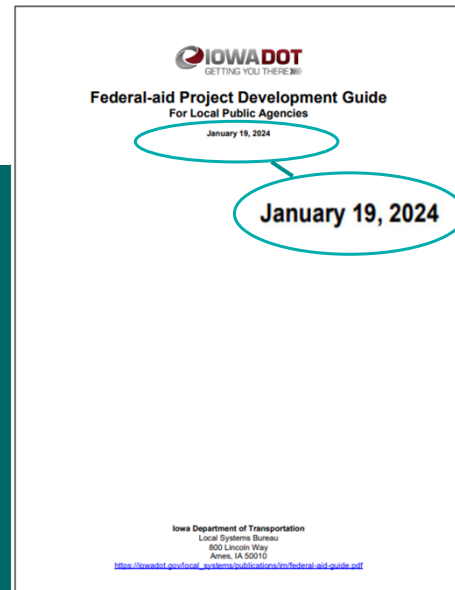 IOWADOT
GETTING YOU THERE
Federal-aid Project Development Guide
For Local Public Agencies
January 19, 2024
January 19, 2024
Iowa Department of Transportation
Local Systems Bureau
800 Lincoln Way
Ames, IA 50010
https://iowadot.gov/local_systems/publications/im/federal-aid-guide.pdf